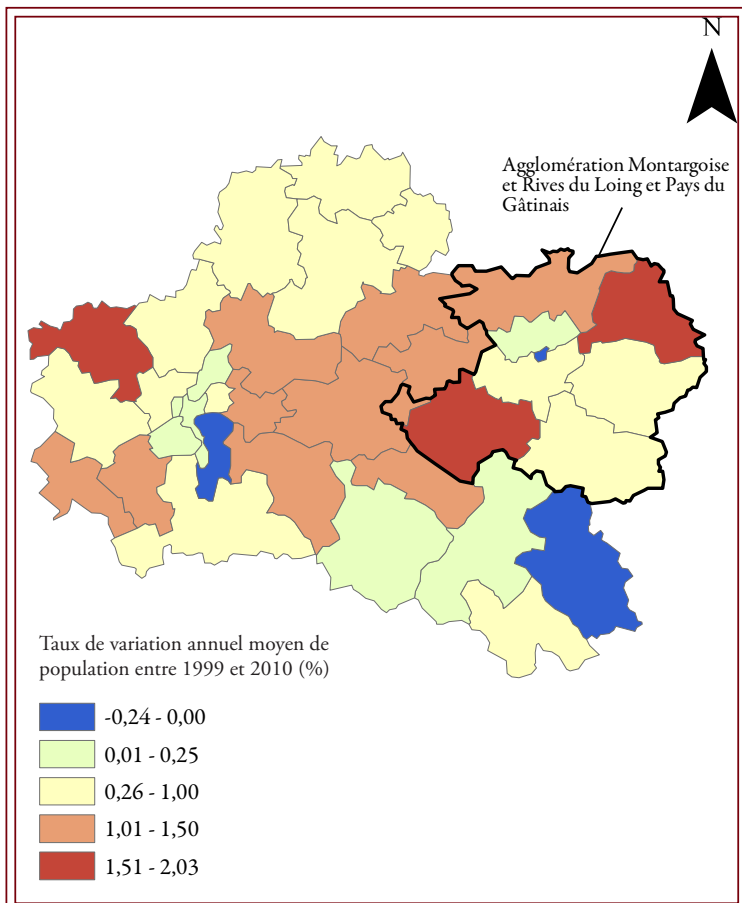 N
Agglomération Montargoise
et Rives du Loing et Pays du
Gâtinais
Taux de variation annuel moyen de
population entre 1999 et 2010 (%)
-0,24 - 0,00
0,01 - 0,25
0,26 - 1,00
1,01 - 1,50
1,51 - 2,03